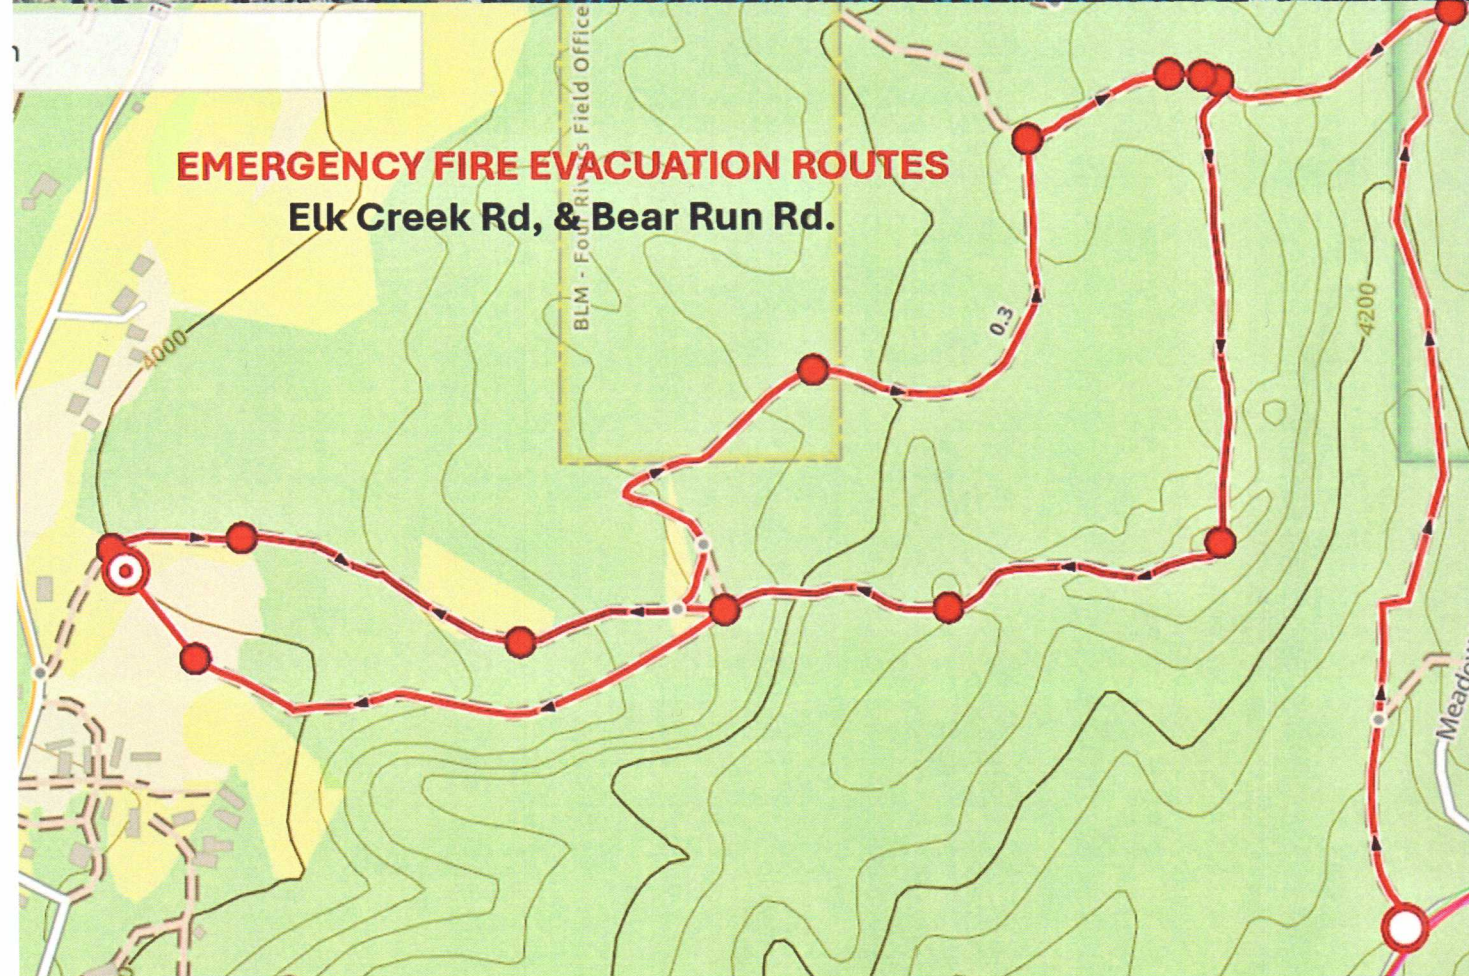 EMERGENCY FIRE EVACUATION ROUTES
Elk Creek Rd, & Bear Run Rd.
BLM - Four Rivers Field Office
0.3
4200
4000